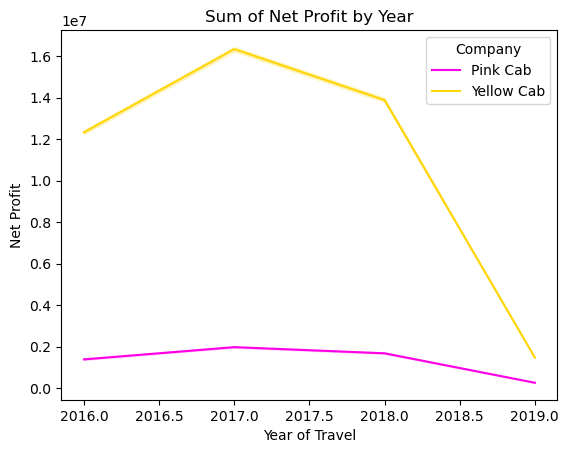 Sum of Net Profit by Year
1e7
Company
Pink Cab
Yellow Cab
1.6
1.4
1.2
1.0
0.8
0.6
0.4
0.2
0.0
Net Profit
2016.0 2016.5 2017.0 2017.5 2018.0 2018.5 2019.0
Year of Travel